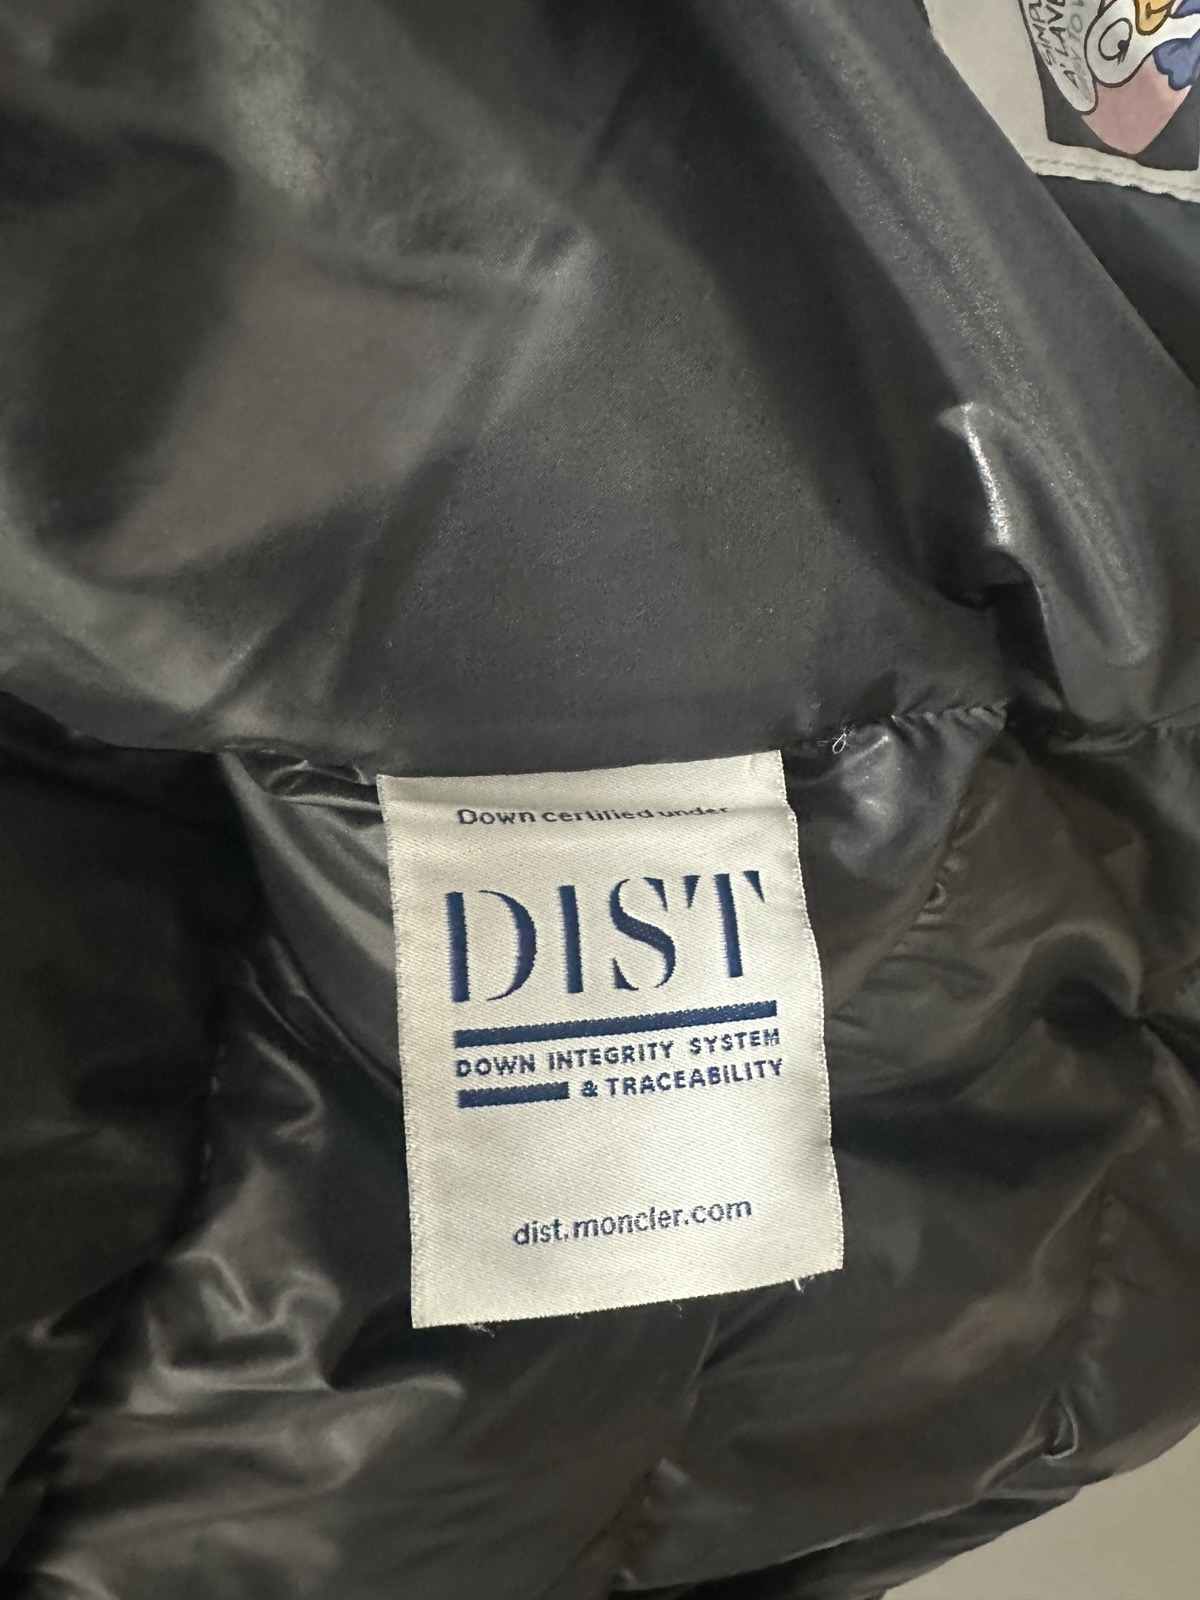 Down certified under
DIST
DOWN INTEGRITY SYSTEM
& TRACEABILITY
dist.moncler.com